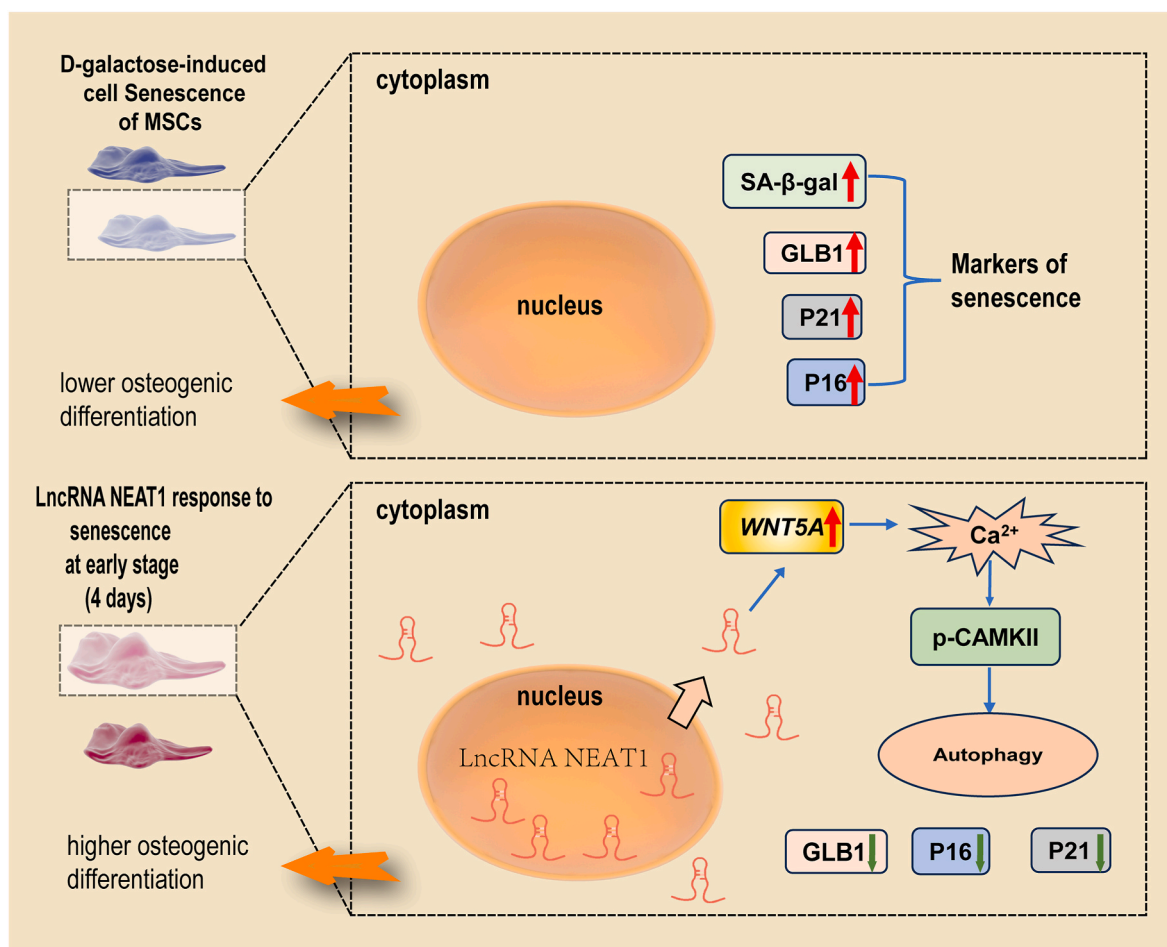 D-galactose-induced
cell Senescence
of MSCs
cytoplasm
SA-β-gal
GLB1
P21
P16
Markers of
senescence
nucleus
lower osteogenic
differentiation
LncRNA NEAT1 response to
senescence
at early stage
(4 days)
cytoplasm
WNT5A
Ca²⁺
p-CAMKII
Autophagy
nucleus
LncRNA NEAT1
GLB1
P16
P21
higher osteogenic
differentiation